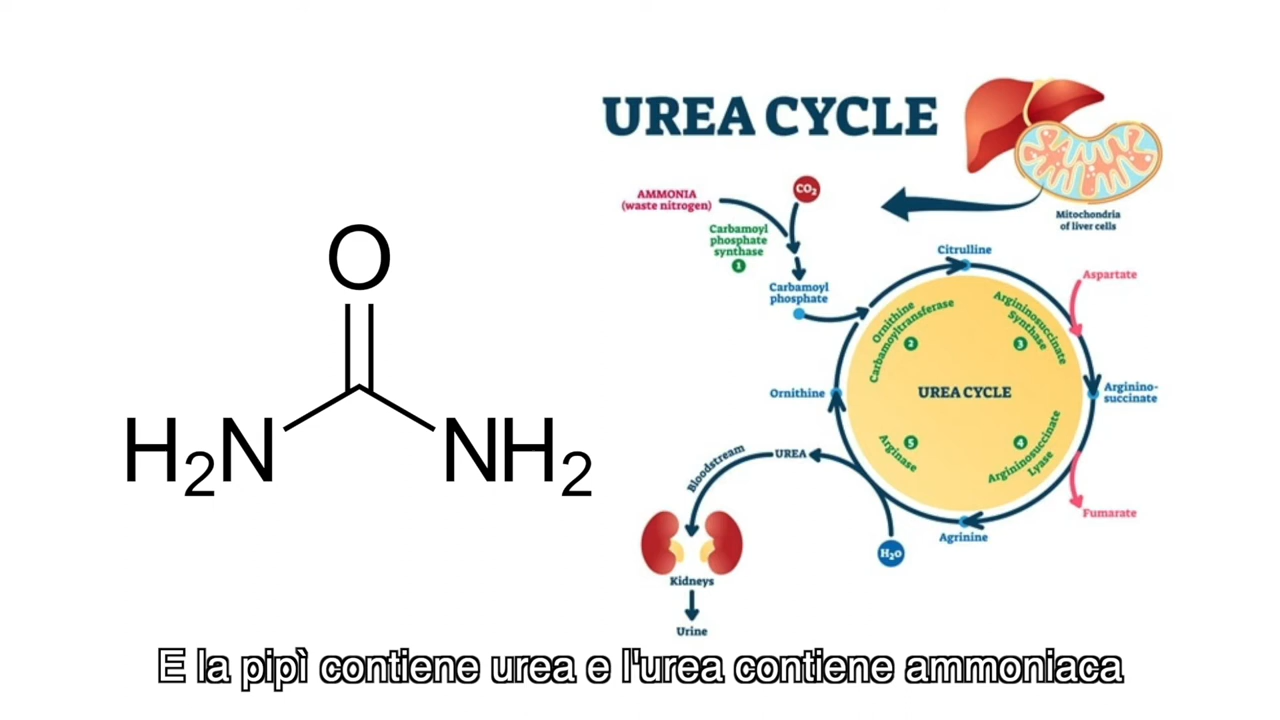 UREA CYCLE
AMMONIA
(waste nitrogen)
CO₂
Mitochondria
of liver cells
Carbamoyl
phosphate
synthase
1
Carbamoyl
phosphate
Citrulline
Aspartate
Ornithine
Carbamoyltransferase
2
Argininosuccinate
Synthase
3
O
H₂N
NH₂
Ornithine
UREA CYCLE
Arginino-
succinate
5
Arginase
4
Argininosuccinate
Lyase
Bloodstream
UREA
Fumarate
Agrinine
H₂O
Kidneys
Urine
E la pipì contiene urea e l'urea contiene ammoniaca